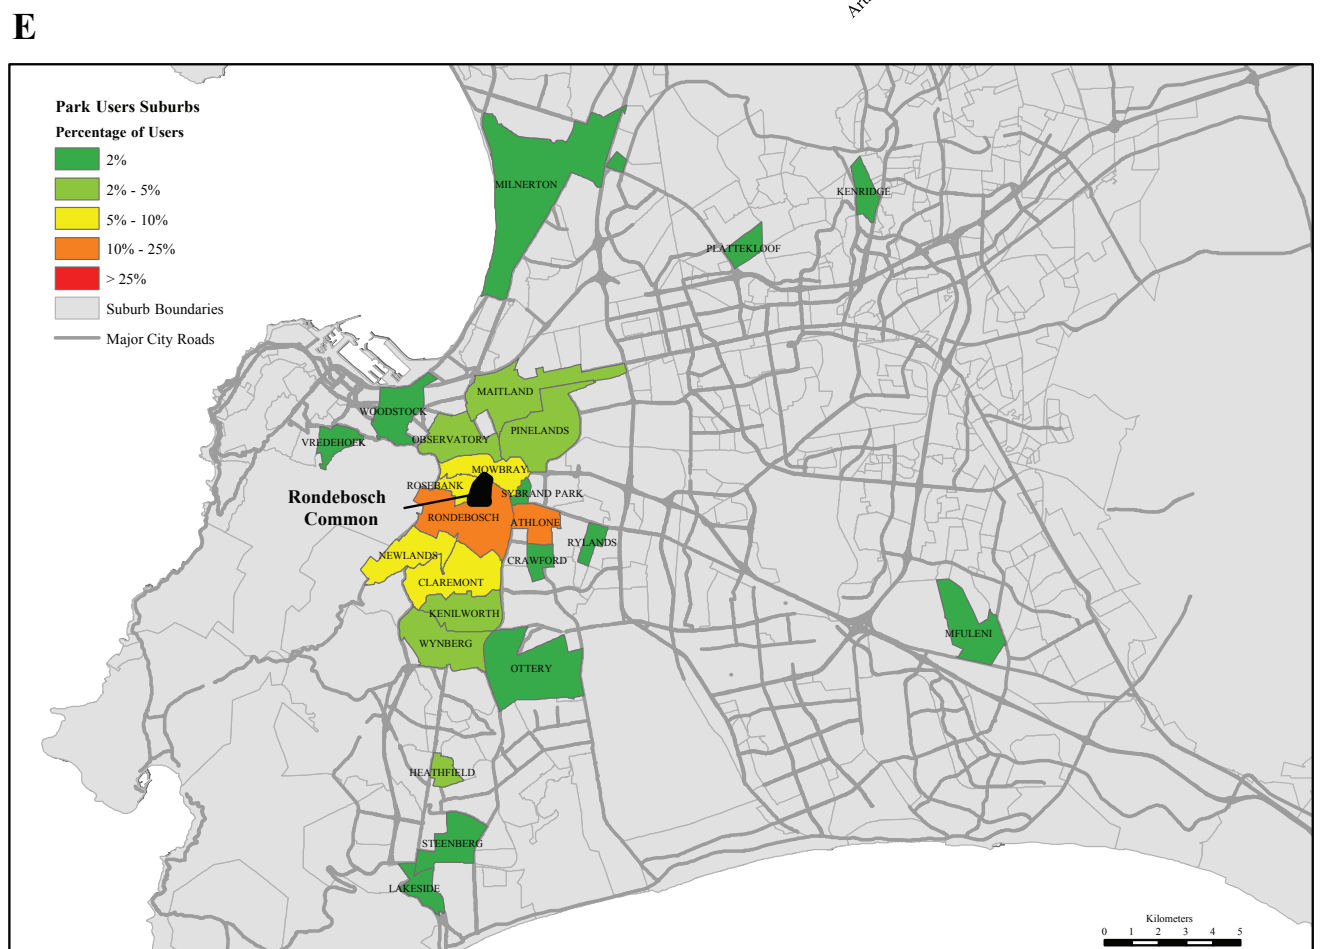 E
Park Users Suburbs
Percentage of Users
2%
2% - 5%
5% - 10%
10% - 25%
> 25%
Suburb Boundaries
Major City Roads
MILNERTON
KENRIDGE
PLATTEKLOOF
MAITLAND
WOODSTOCK
PINELANDS
OBSERVATORY
VREDEHOEK
MOWBRAY
ROSEBANK
SYBRAND PARK
Rondebosch
Common
RONDEBOSCH
ATHLONE
RYLANDS
NEWLANDS
CRAWFORD
CLAREMONT
KENILWORTH
MFULENI
WYNBERG
OTTERY
HEATHFIELD
STEENBERG
LAKESIDE
Kilometers
0 1 2 3 4 5